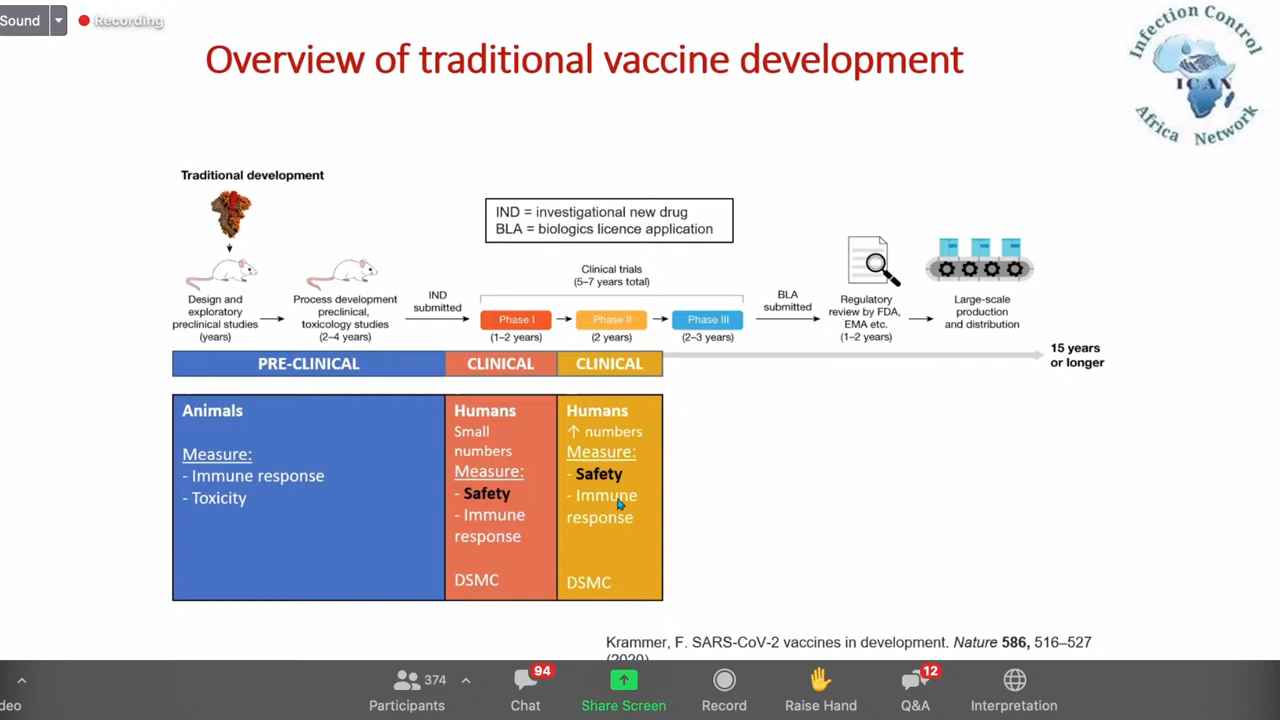 Sound
Recording
Overview of traditional vaccine development
Infection Control
ICAN
Africa Network
Traditional development
IND = investigational new drug
BLA = biologics licence application
Clinical trials
(5–7 years total)
Design and
exploratory
preclinical studies
(years)
Process development
preclinical,
toxicology studies
(2–4 years)
IND
submitted
Phase I
(1–2 years)
Phase II
(2 years)
Phase III
(2–3 years)
BLA
submitted
Regulatory
review by FDA,
EMA etc.
(1–2 years)
Large-scale
production
and distribution
15 years
or longer
PRE-CLINICAL
CLINICAL
CLINICAL
Animals
Measure:
- Immune response
- Toxicity
Humans
Small
numbers
Measure:
- Safety
- Immune
response
DSMC
Humans
↑ numbers
Measure:
- Safety
- Immune
response
DSMC
Krammer, F. SARS-CoV-2 vaccines in development. Nature 586, 516–527
(2020)
deo
374
Participants
94
Chat
Share Screen
Record
Raise Hand
12
Q&A
Interpretation